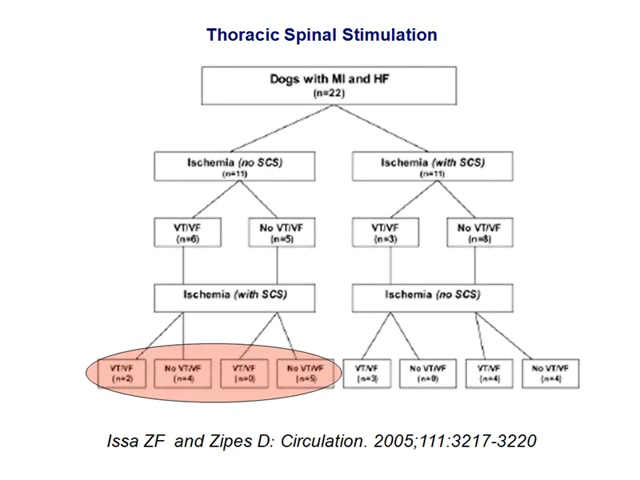 Thoracic Spinal Stimulation
Dogs with MI and HF
(n=22)
Ischemia (no SCS)
(n=11)
Ischemia (with SCS)
(n=11)
VT/VF
(n=6)
No VT/VF
(n=5)
VT/VF
(n=3)
No VT/VF
(n=8)
Ischemia (with SCS)
Ischemia (no SCS)
VT/VF
(n=2)
No VT/VF
(n=4)
VT/VF
(n=0)
No VT/VF
(n=5)
VT/VF
(n=3)
No VT/VF
(n=0)
VT/VF
(n=4)
No VT/VF
(n=4)
Issa ZF and Zipes D: Circulation. 2005;111:3217-3220